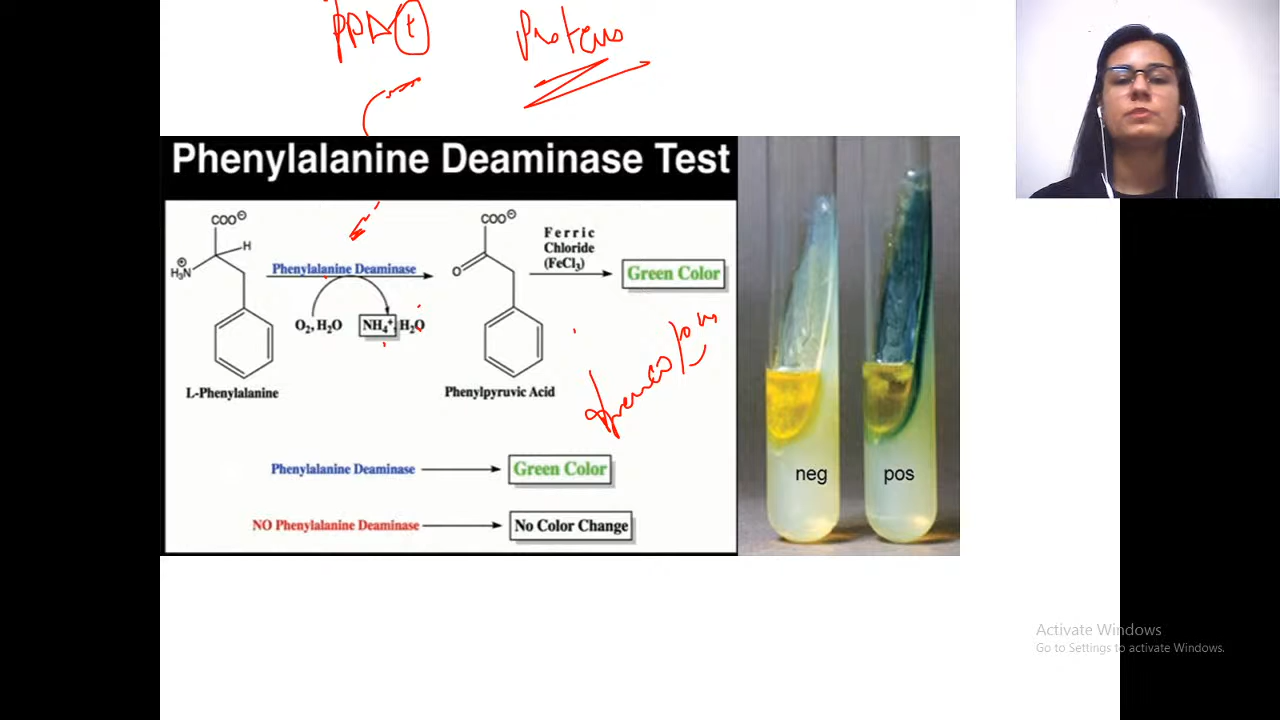 PPA +
Proteus
Phenylalanine Deaminase Test
COO⊖
H
⊕
H₃N
Phenylalanine Deaminase
O₂, H₂O
NH₄⁺, H₂O
L-Phenylalanine
COO⊖
O
Phenylpyruvic Acid
Ferric
Chloride
(FeCl₃)
Green Color
Phenylalanine Deaminase
Green Color
NO Phenylalanine Deaminase
No Color Change
neg
pos
Activate Windows
Go to Settings to activate Windows.